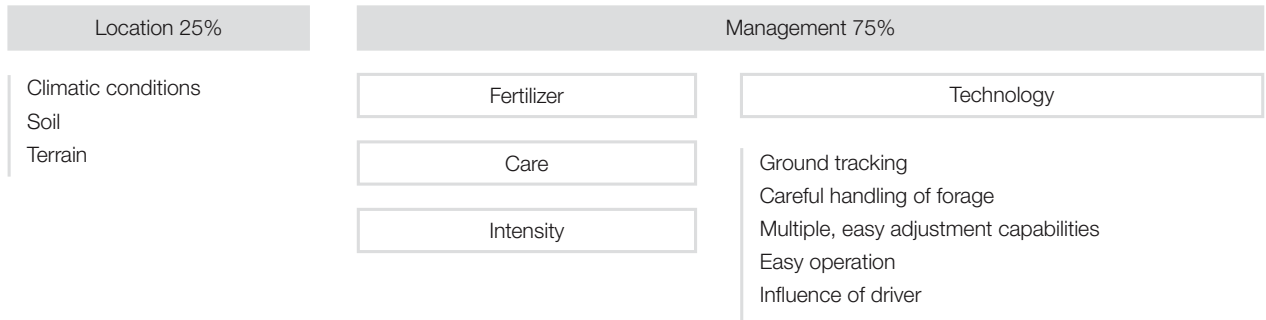 Location 25%
Climatic conditions
Soil
Terrain
Management 75%
Fertilizer
Care
Intensity
Technology
Ground tracking
Careful handling of forage
Multiple, easy adjustment capabilities
Easy operation
Influence of driver